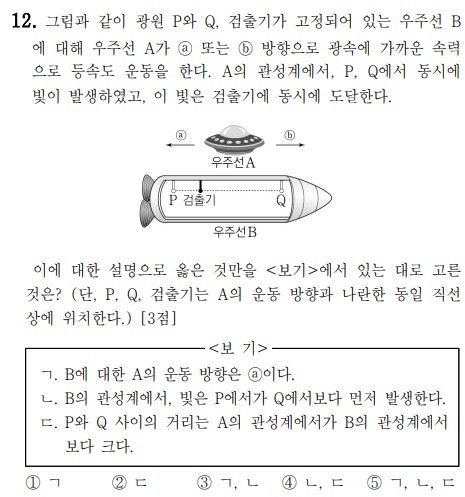 12. 그림과 같이 광원 P와 Q, 검출기가 고정되어 있는 우주선 B
에 대해 우주선 A가 ⓐ 또는 ⓑ 방향으로 광속에 가까운 속력
으로 등속도 운동을 한다. A의 관성계에서, P, Q에서 동시에
빛이 발생하였고, 이 빛은 검출기에 동시에 도달한다.
ⓐ ⓑ
우주선A
P 검출기 Q
우주선B
이에 대한 설명으로 옳은 것만을 <보기>에서 있는 대로 고른
것은? (단, P, Q, 검출기는 A의 운동 방향과 나란한 동일 직선
상에 위치한다.) [3점]
<보 기>
ㄱ. B에 대한 A의 운동 방향은 ⓐ이다.
ㄴ. B의 관성계에서, 빛은 P에서가 Q에서보다 먼저 발생한다.
ㄷ. P와 Q 사이의 거리는 A의 관성계에서가 B의 관성계에서
보다 크다.
① ㄱ ② ㄷ ③ ㄱ, ㄴ ④ ㄴ, ㄷ ⑤ ㄱ, ㄴ, ㄷ